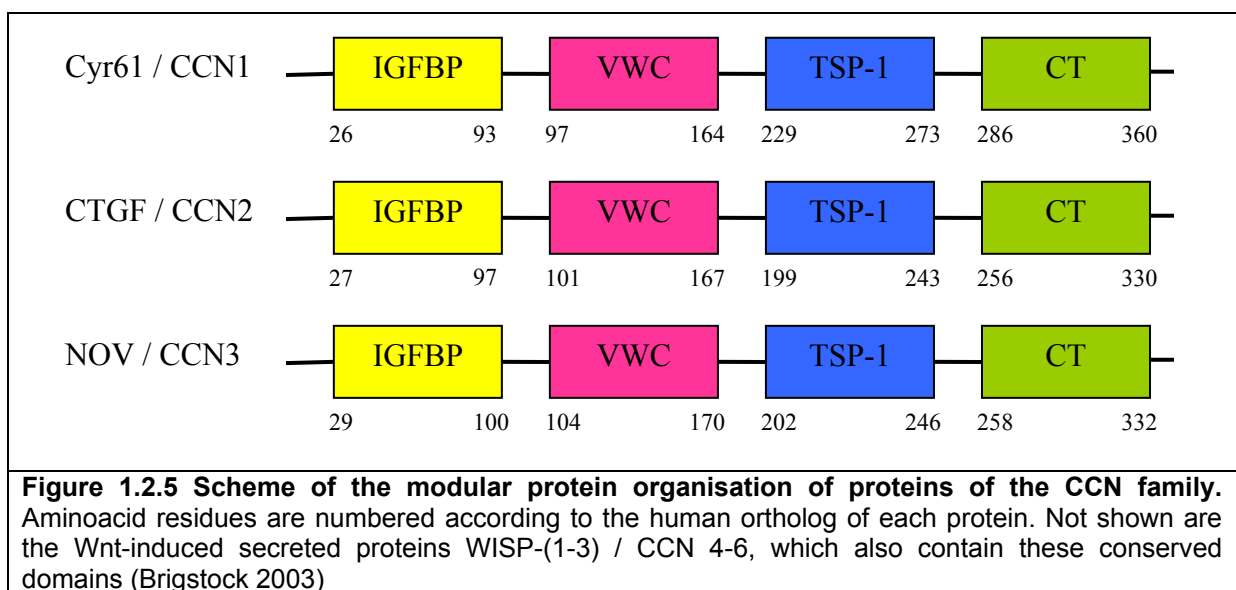 Cyr61 / CCN1 IGFBP VWC TSP-1 CT
26 93 97 164 229 273 286 360
CTGF / CCN2 IGFBP VWC TSP-1 CT
27 97 101 167 199 243 256 330
NOV / CCN3 IGFBP VWC TSP-1 CT
29 100 104 170 202 246 258 332
Figure 1.2.5 Scheme of the modular protein organisation of proteins of the CCN family.
Aminoacid residues are numbered according to the human ortholog of each protein. Not shown are
the Wnt-induced secreted proteins WISP-(1-3) / CCN 4-6, which also contain these conserved
domains (Brigstock 2003)